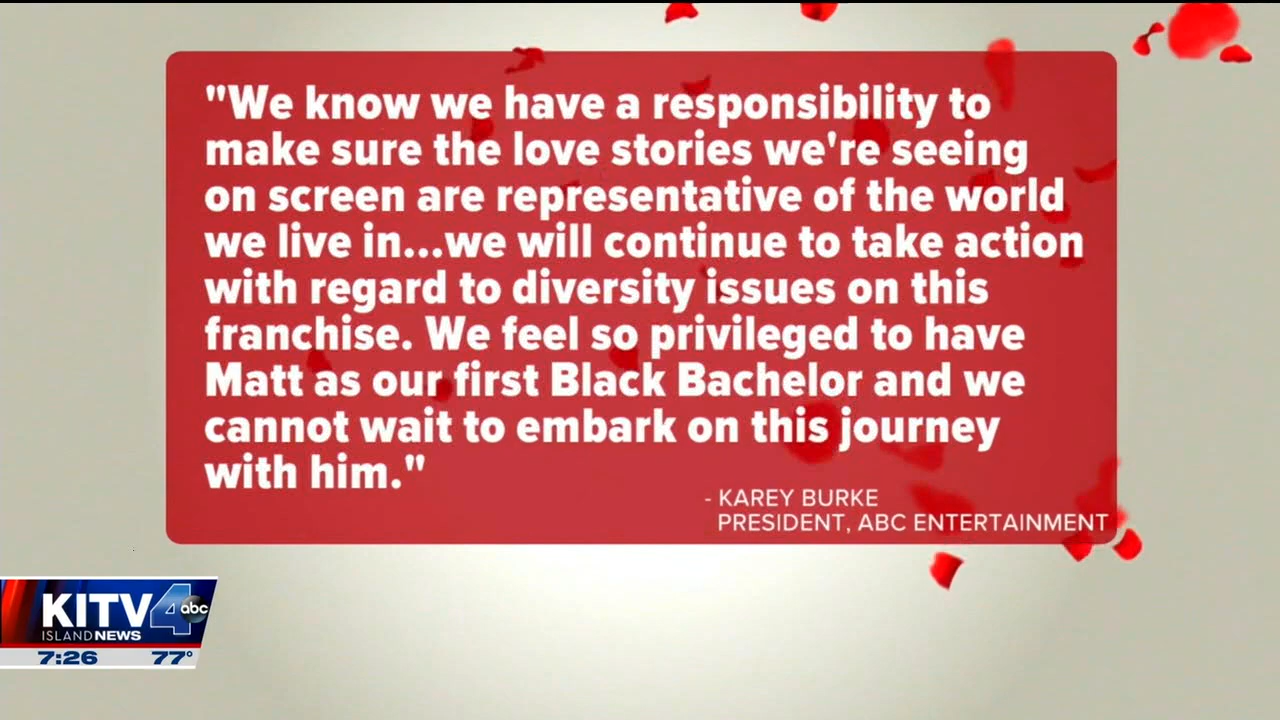 "We know we have a responsibility to
make sure the love stories we're seeing
on screen are representative of the world
we live in...we will continue to take action
with regard to diversity issues on this
franchise. We feel so privileged to have
Matt as our first Black Bachelor and we
cannot wait to embark on this journey
with him."
- KAREY BURKE
PRESIDENT, ABC ENTERTAINMENT
KITV 4 abc
ISLAND NEWS
7:26 77°